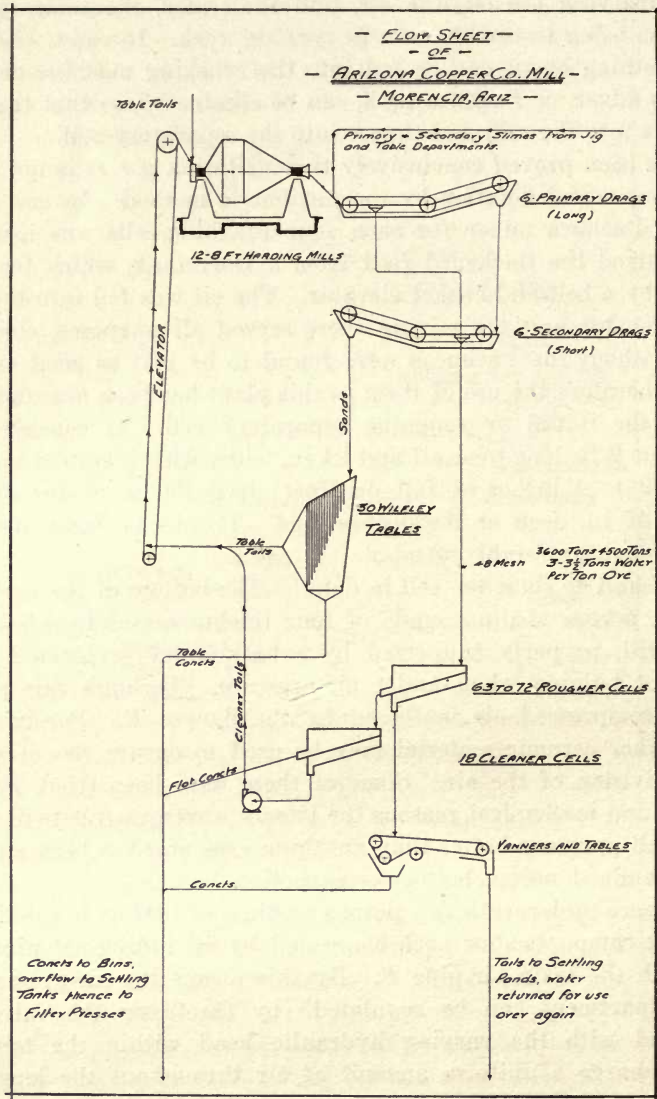 - FLOW SHEET -
- OF -
ARIZONA COPPER CO. MILL -
- MORENCIA, ARIZ -
Table Tails
Primary & Secondary Slimes from Jig
and Table Departments.
6-PRIMARY DRAGS
(Long)
12-8 FT HARDING MILLS
ELEVATOR
6-SECONDARY DRAGS
(Short)
Sands
30 WILFLEY
TABLES
Table
Tails
48 Mesh
3600 Tons + 500 Tons
3-3½ Tons Water
Per Ton Ore
Table
Concts
Cleaner Tails
63 TO 72 ROUGHER CELLS
Flot Concts
18 CLEANER CELLS
VANNERS AND TABLES
Concts
Concts to Bins,
overflow to Settling
Tanks thence to
Filter Presses
Tails to Settling
Ponds, water
returned for use
over again